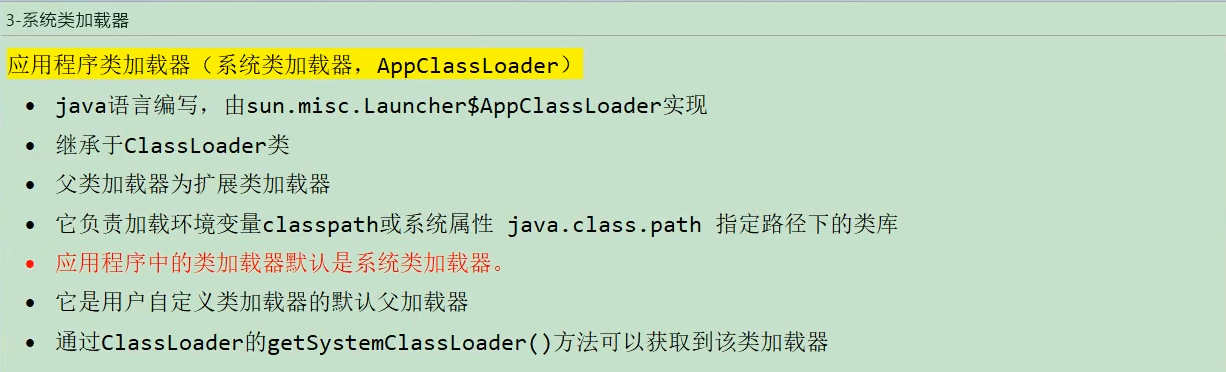 3-系统类加载器
应用程序类加载器（系统类加载器，AppClassLoader）
• java语言编写，由sun.misc.Launcher$AppClassLoader实现
• 继承于ClassLoader类
• 父类加载器为扩展类加载器
• 它负责加载环境变量classpath或系统属性 java.class.path 指定路径下的类库
• 应用程序中的类加载器默认是系统类加载器。
• 它是用户自定义类加载器的默认父加载器
• 通过ClassLoader的getSystemClassLoader()方法可以获取到该类加载器